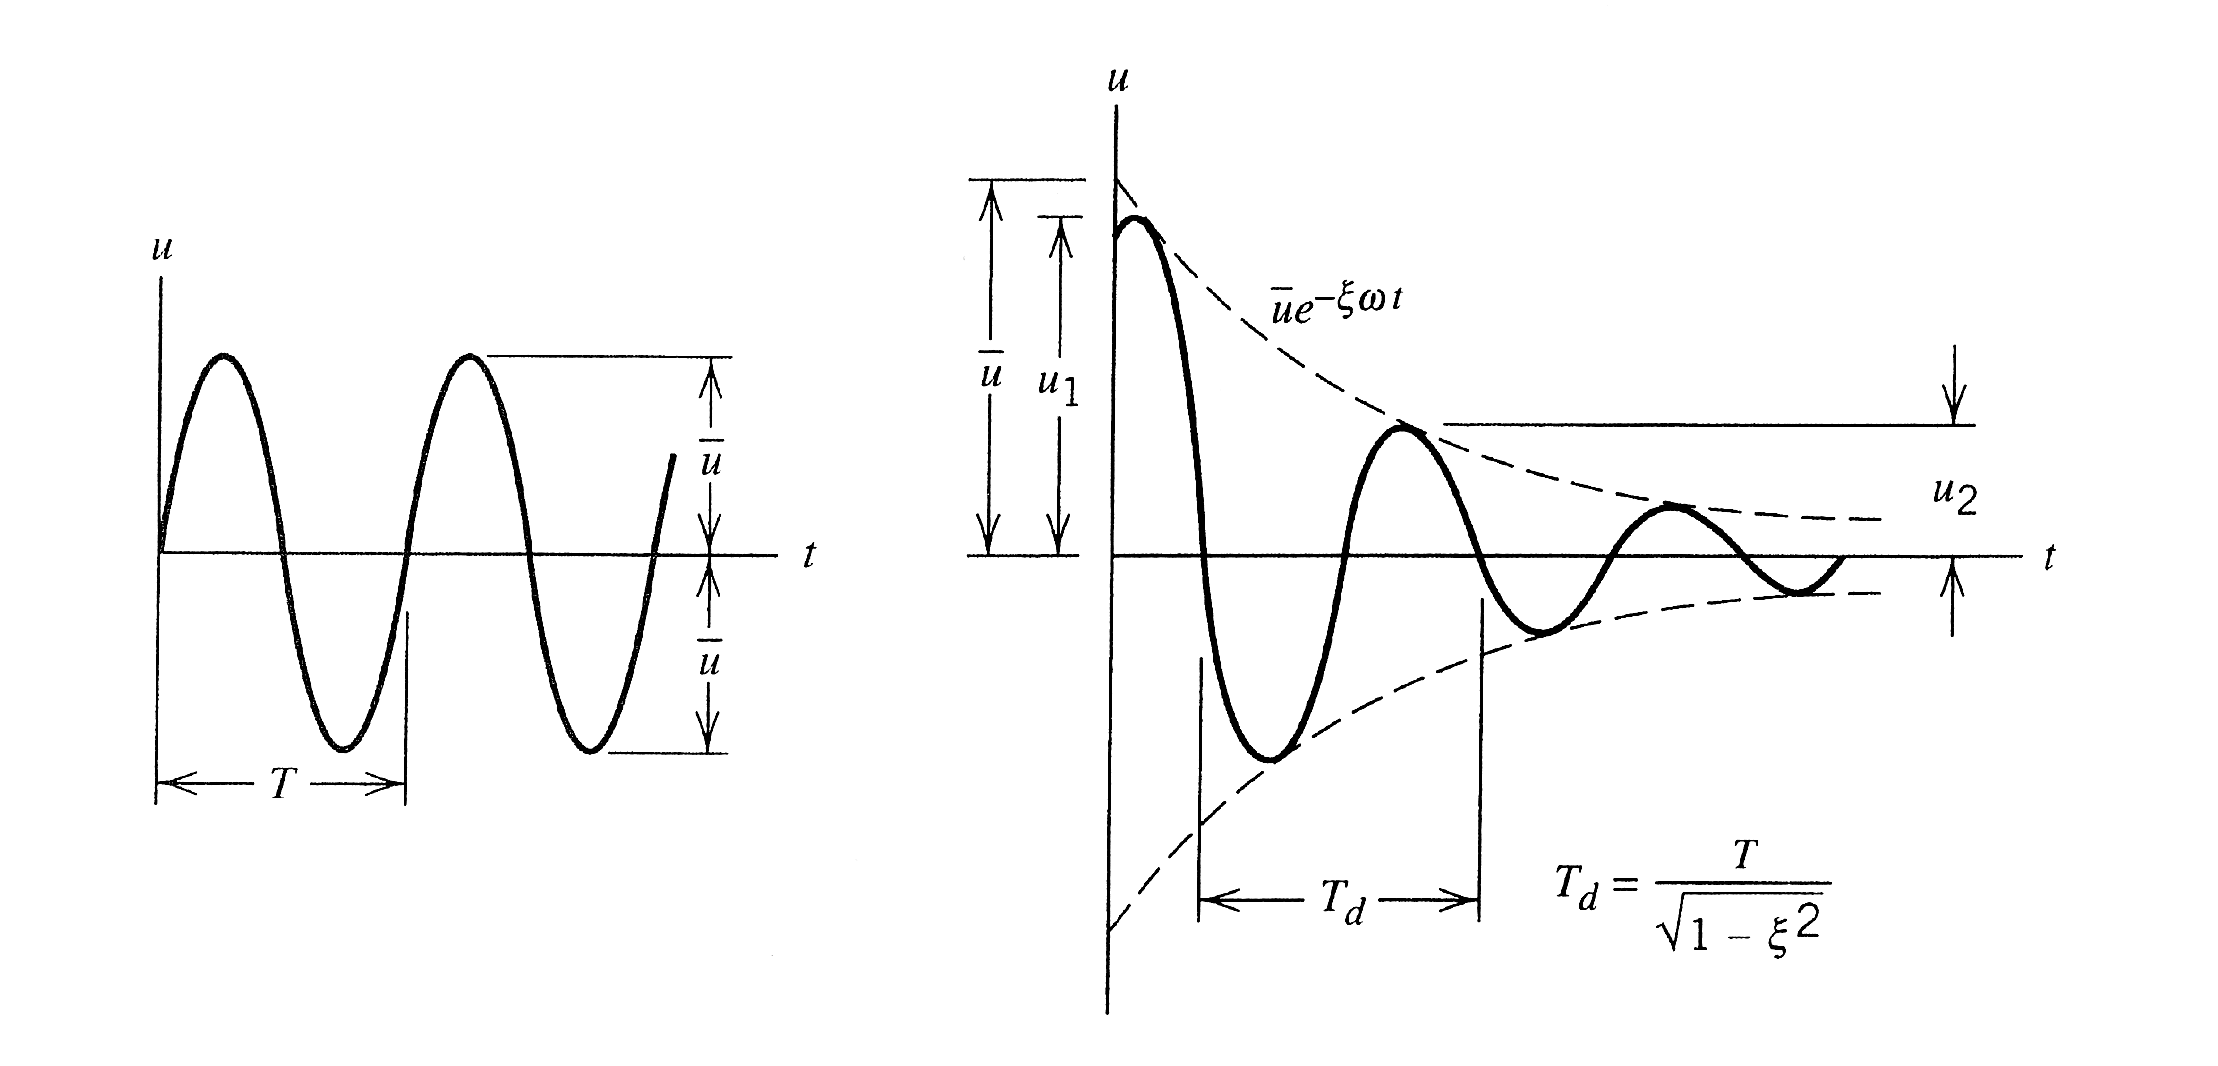 u
ū
t
ū
T
u
ū
u₁
ūe^{-ξωt}
u₂
t
T_d
T_d = T / √(1 - ξ²)